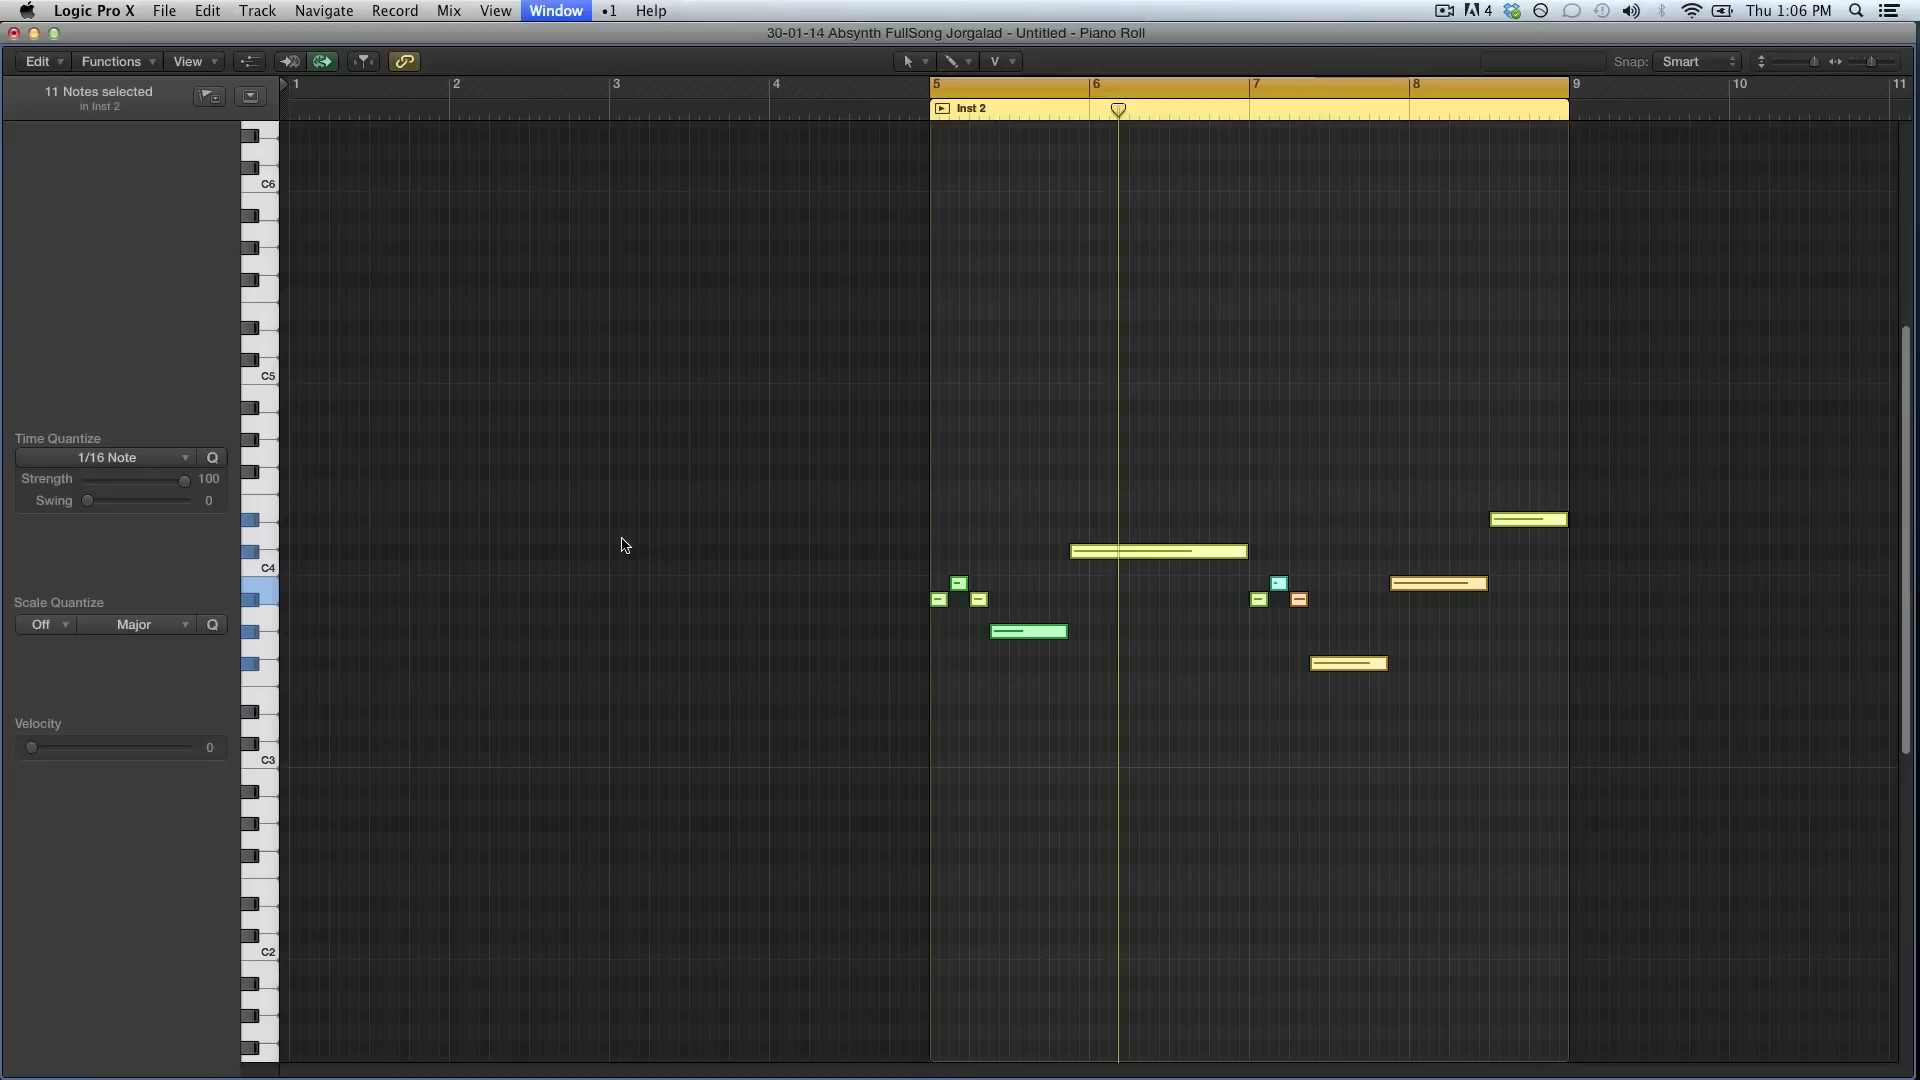 Logic Pro X File Edit Track Navigate Record Mix View Window •1 Help 4 Thu 1:06 PM
30-01-14 Absynth FullSong Jorgalad - Untitled - Piano Roll
Edit Functions View V Snap: Smart
11 Notes selected
in Inst 2
1 2 3 4 5 6 7 8 9 10 11
Inst 2
C6
C5
Time Quantize
1/16 Note Q
Strength 100
Swing 0
C4
Scale Quantize
Off Major Q
Velocity
0
C3
C2